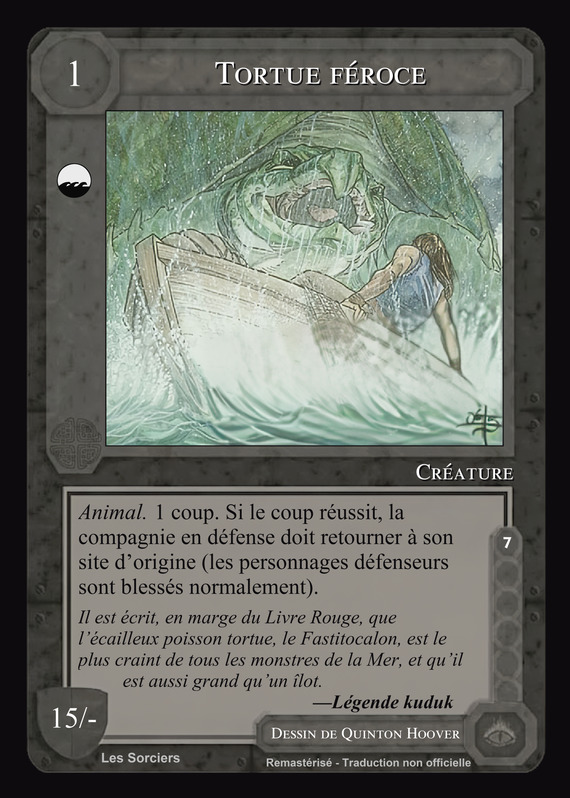 1
Tortue féroce
Créature
Animal. 1 coup. Si le coup réussit, la
compagnie en défense doit retourner à son
site d'origine (les personnages défenseurs
sont blessés normalement).
7
Il est écrit, en marge du Livre Rouge, que
l'écailleux poisson tortue, le Fastitocalon, est le
plus craint de tous les monstres de la Mer, et qu'il
est aussi grand qu'un îlot.
—Légende kuduk
15/-
Dessin de Quinton Hoover
Les Sorciers
Remastérisé - Traduction non officielle